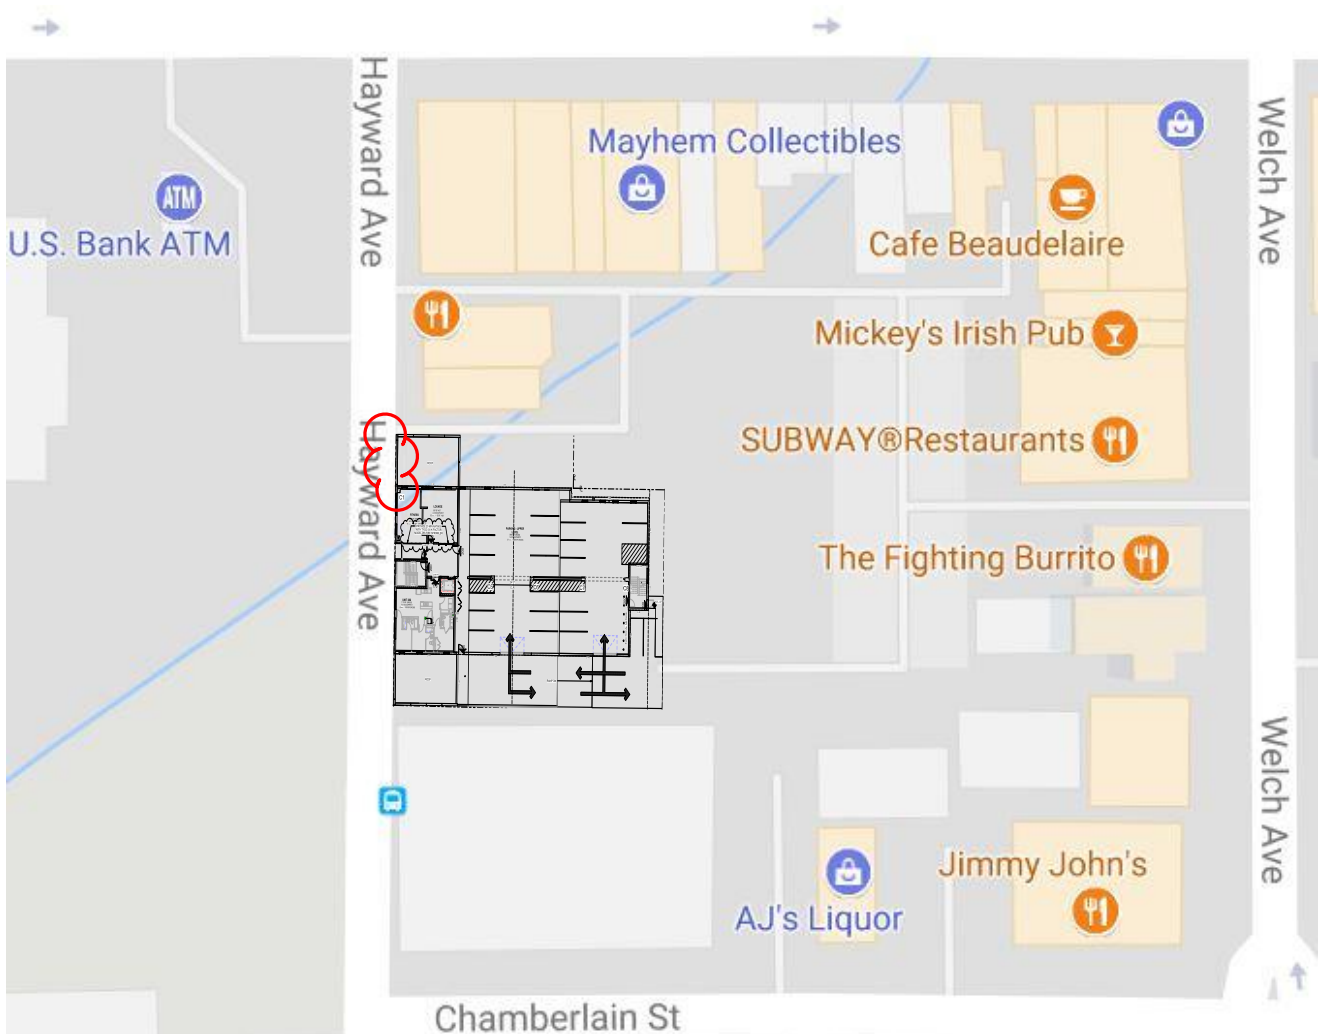 Hayward Ave
Welch Ave
Mayhem Collectibles
ATM
U.S. Bank ATM
Cafe Beaudelaire
Mickey's Irish Pub
SUBWAY®Restaurants
Hayward Ave
The Fighting Burrito
Welch Ave
Jimmy John's
AJ's Liquor
Chamberlain St